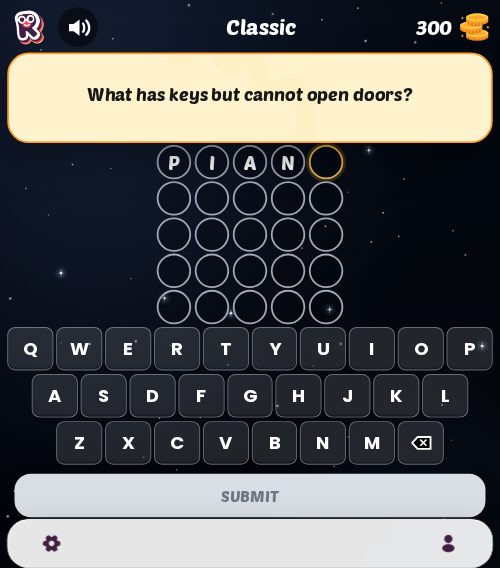 Classic
300
What has keys but cannot open doors?
P I A N
Q W E R T Y U I O P
A S D F G H J K L
Z X C V B N M
SUBMIT